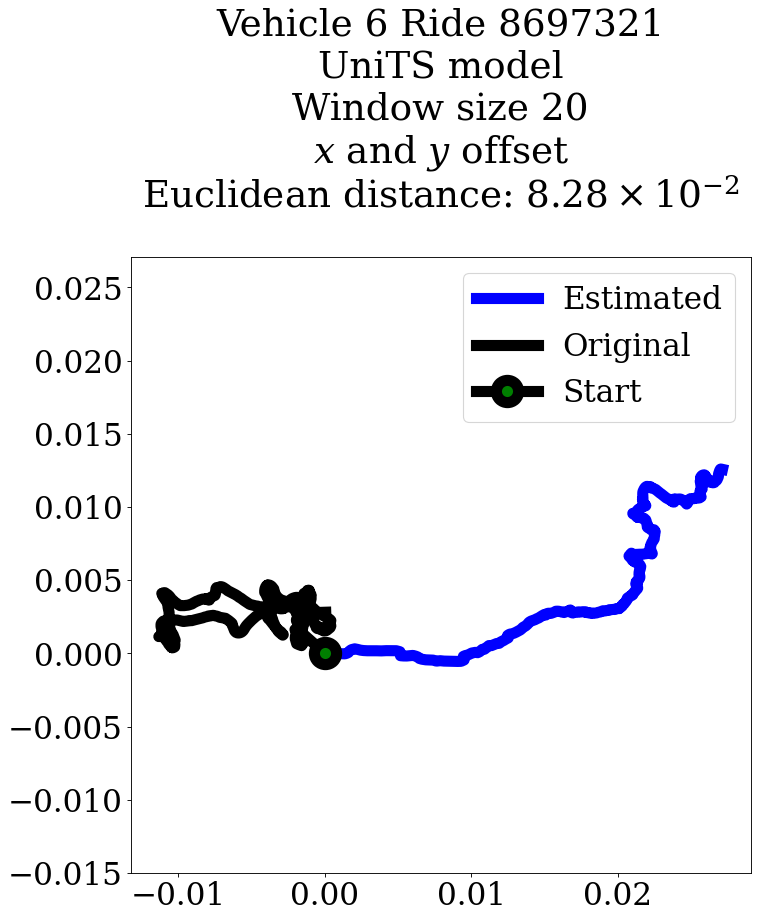 Vehicle 6 Ride 8697321
UniTS model
Window size 20
x and y offset
Euclidean distance: 8.28 × 10⁻²
Estimated
Original
Start
0.025
0.020
0.015
0.010
0.005
0.000
−0.005
−0.010
−0.015
−0.01 0.00 0.01 0.02